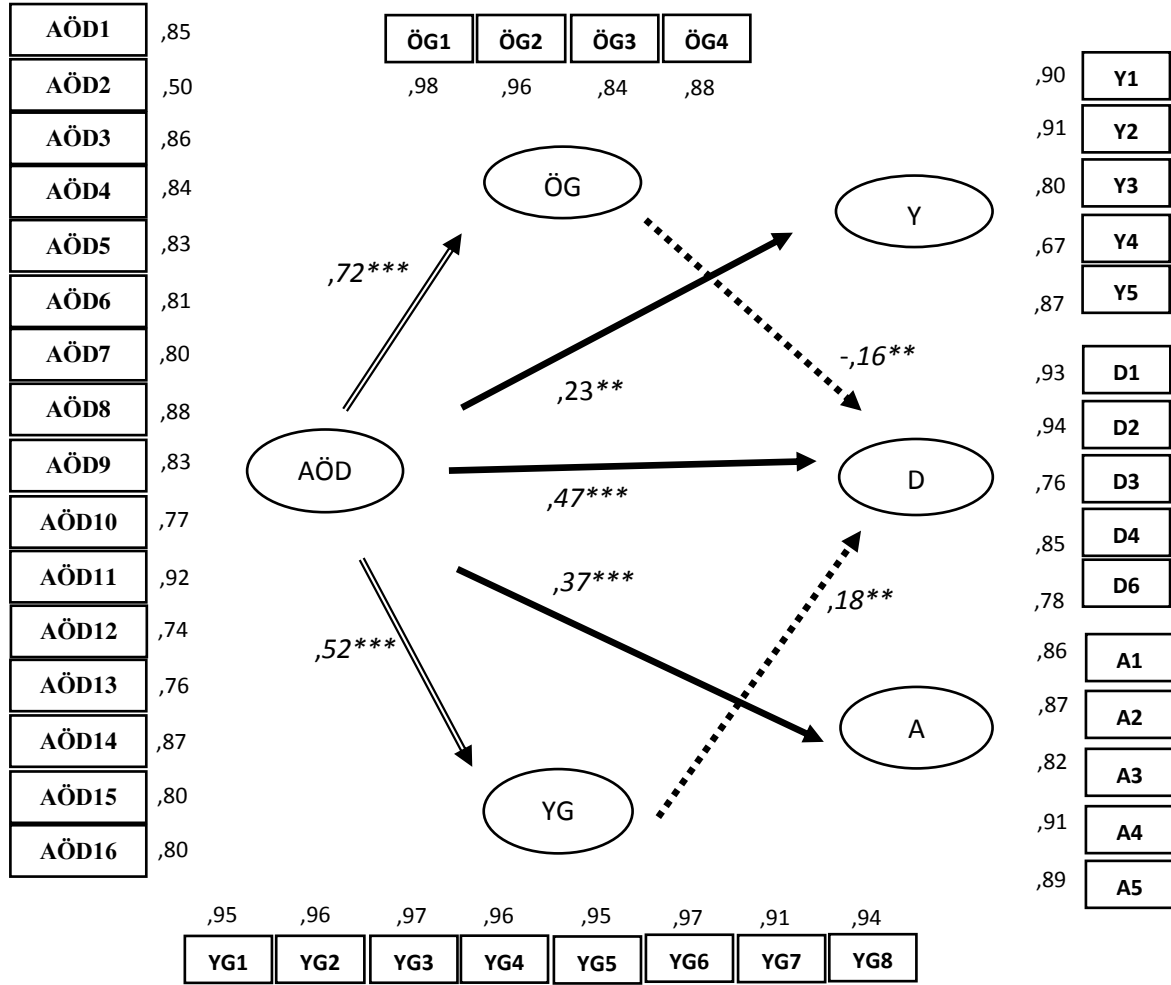 AÖD1 ,85
AÖD2 ,50
AÖD3 ,86
AÖD4 ,84
AÖD5 ,83
AÖD6 ,81
AÖD7 ,80
AÖD8 ,88
AÖD9 ,83
AÖD10 ,77
AÖD11 ,92
AÖD12 ,74
AÖD13 ,76
AÖD14 ,87
AÖD15 ,80
AÖD16 ,80
ÖG1 ÖG2 ÖG3 ÖG4
,98 ,96 ,84 ,88
ÖG
Y
,72***
-,16**
,23**
AÖD
D
,47***
,37***
,18**
,52***
A
YG
,90 Y1
,91 Y2
,80 Y3
,67 Y4
,87 Y5
,93 D1
,94 D2
,76 D3
,85 D4
,78 D6
,86 A1
,87 A2
,82 A3
,91 A4
,89 A5
,95 ,96 ,97 ,96 ,95 ,97 ,91 ,94
YG1 YG2 YG3 YG4 YG5 YG6 YG7 YG8